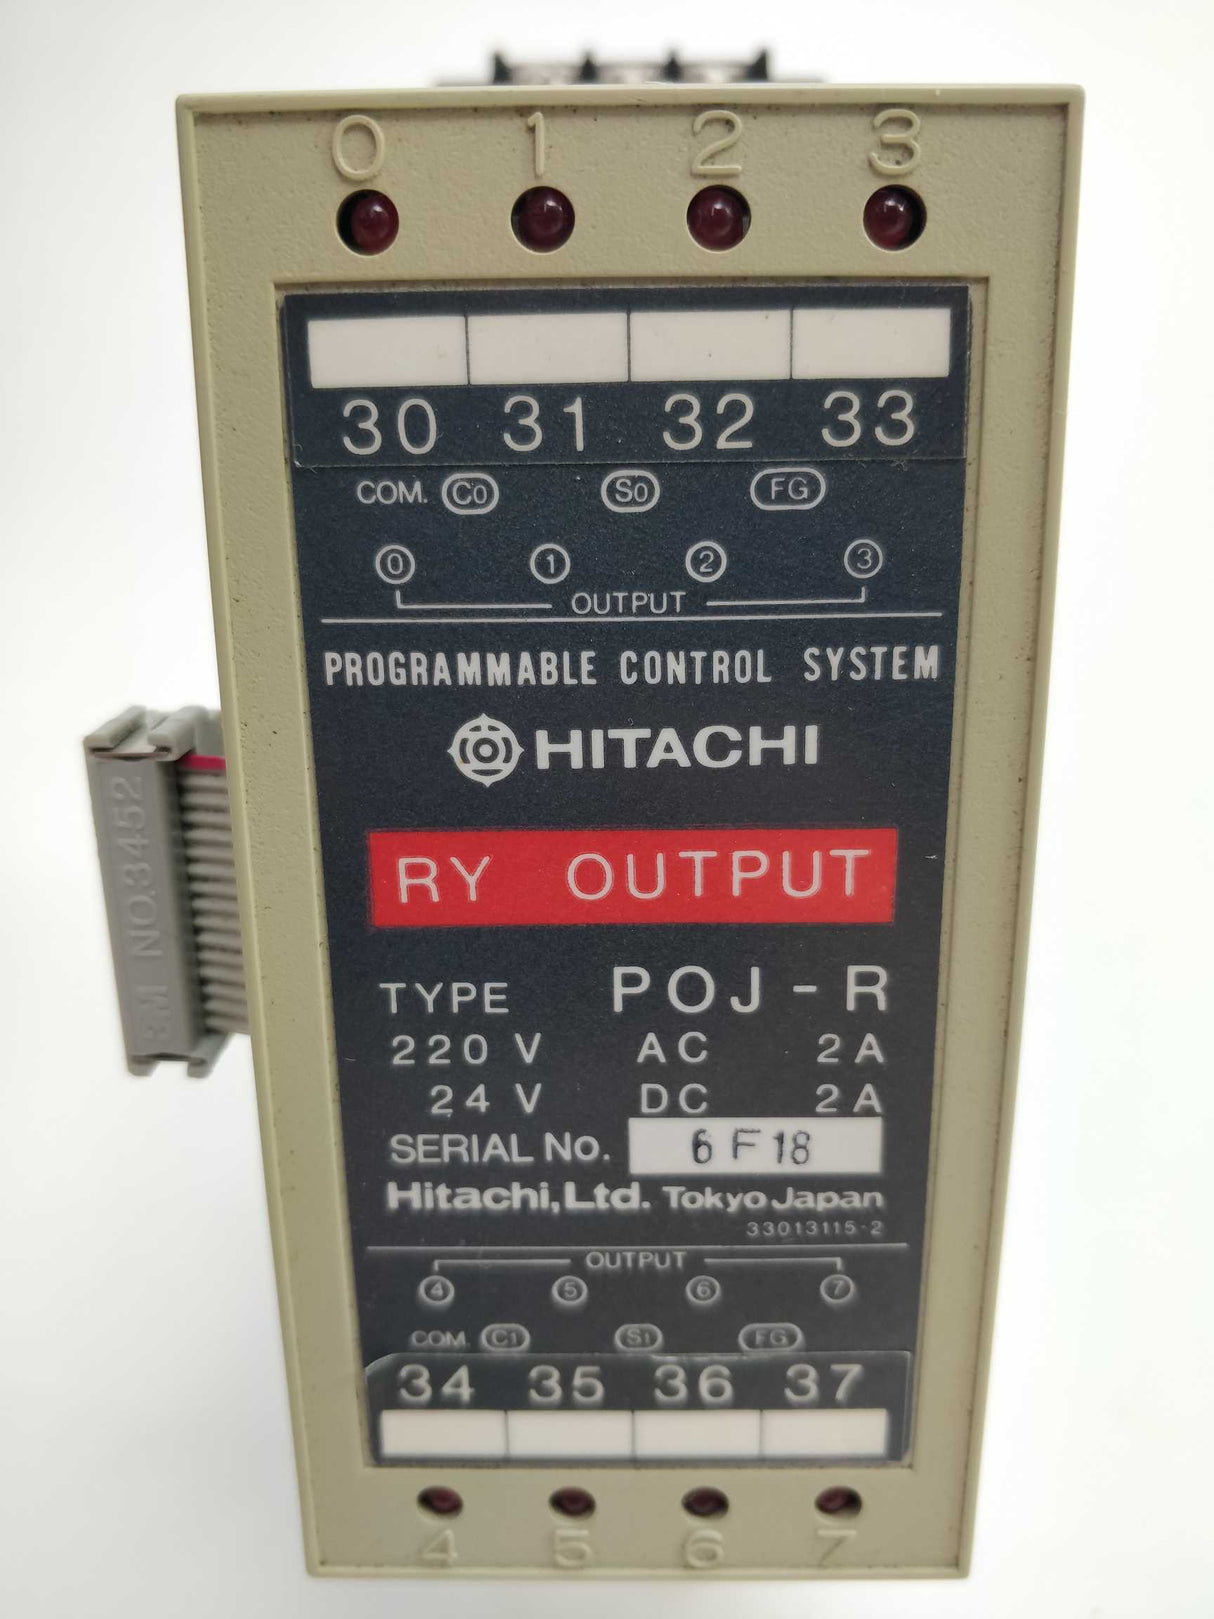 0 1 2 3
30 31 32 33
COM. C0 S0 FG
0 1 2 3
OUTPUT
PROGRAMMABLE CONTROL SYSTEM
HITACHI
RY OUTPUT
TYPE POJ-R
220 V AC 2A
24 V DC 2A
SERIAL No. 6F18
Hitachi, Ltd. Tokyo Japan
33013115-2
OUTPUT
4 5 6 7
COM. C1 S1 FG
34 35 36 37
4 5 6 7
3M NO.3452